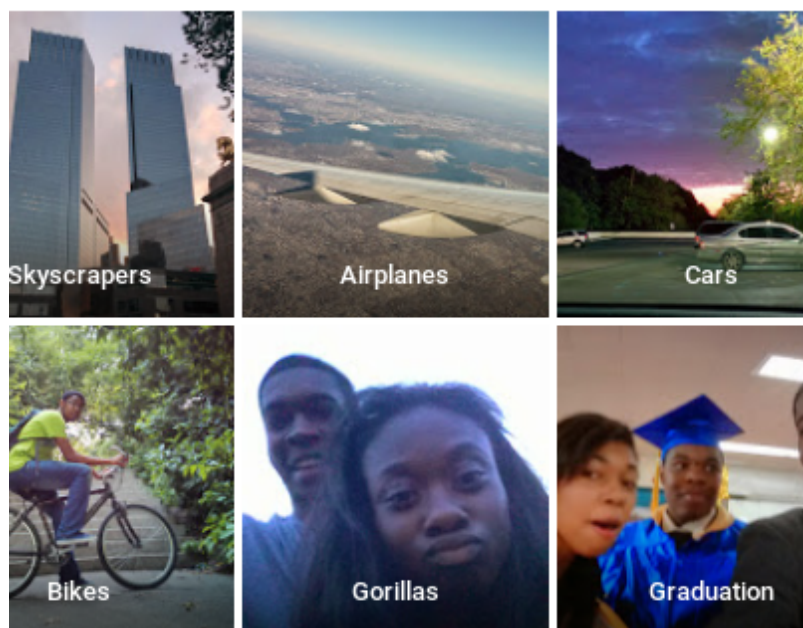 Skyscrapers
Airplanes
Cars
Bikes
Gorillas
Graduation